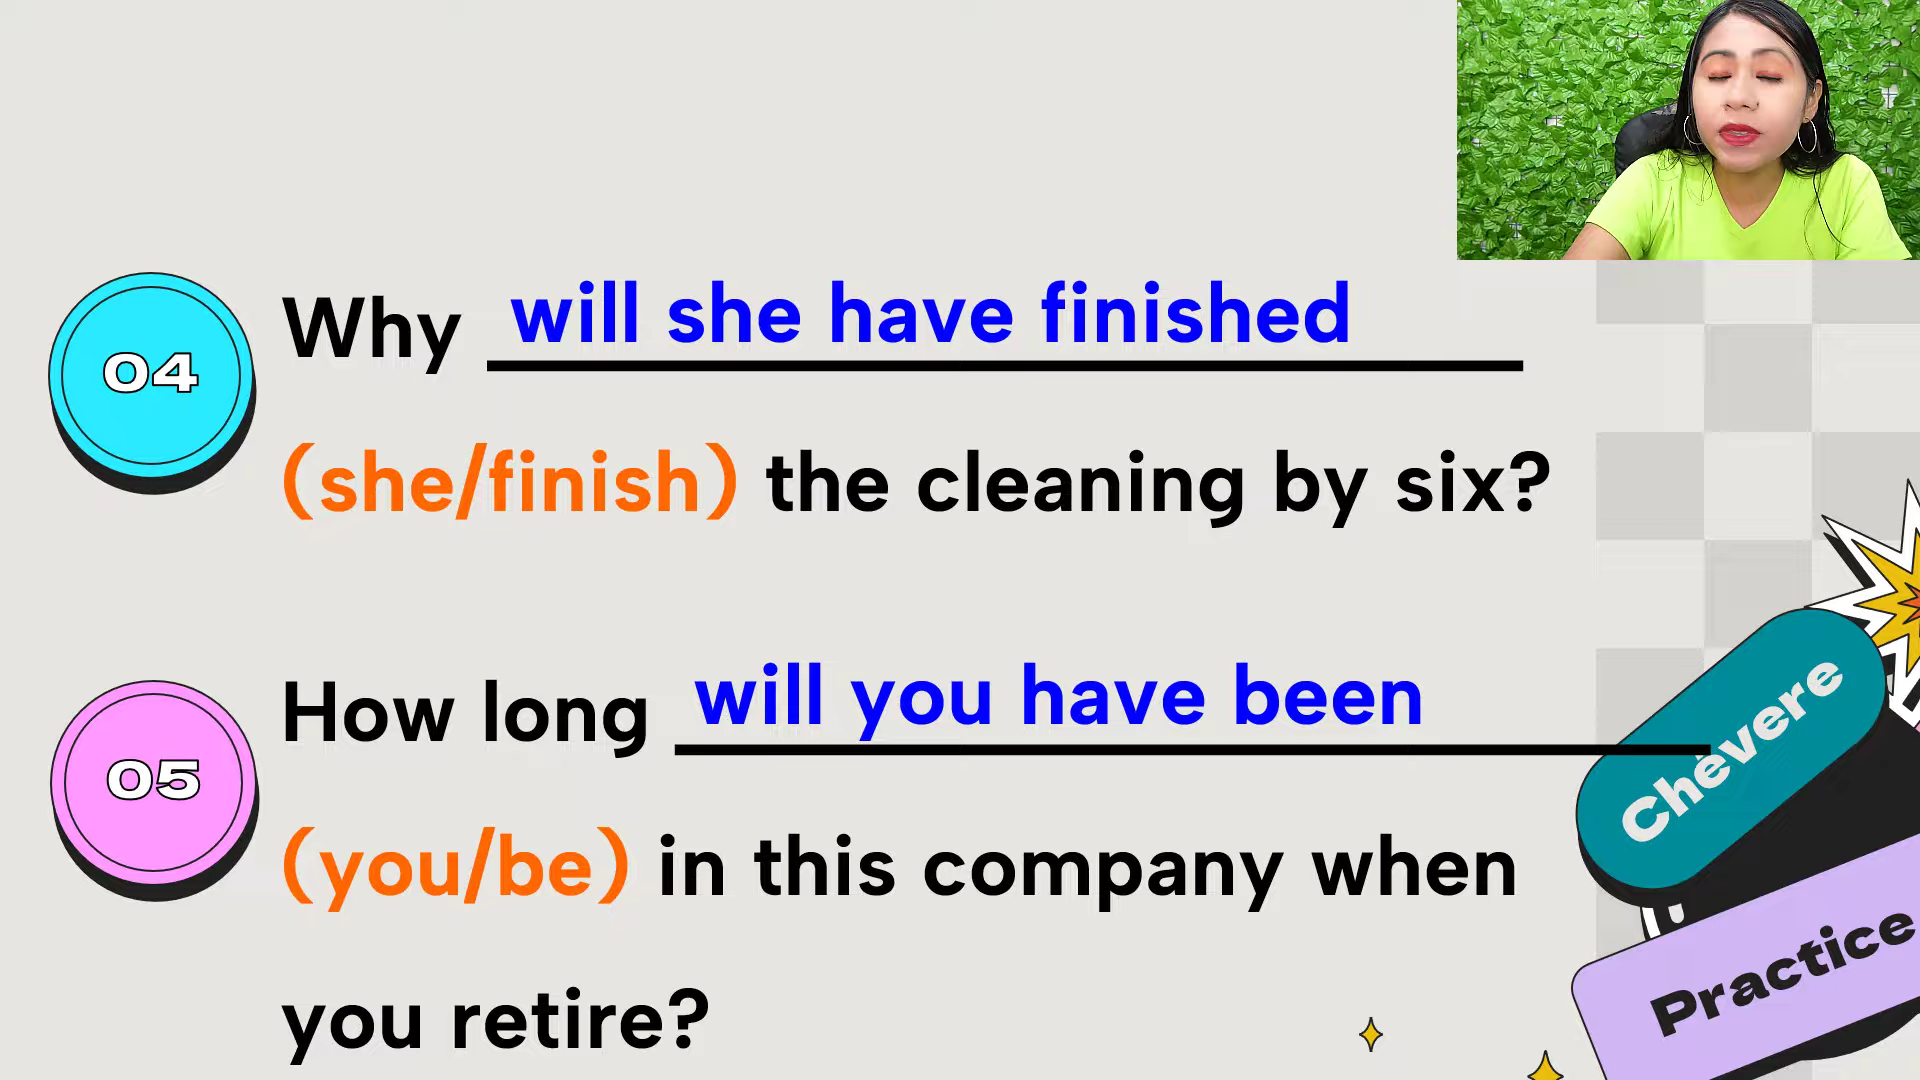 04
Why will she have finished
(she/finish) the cleaning by six?
05
How long will you have been
(you/be) in this company when
you retire?
Chévere
Practice